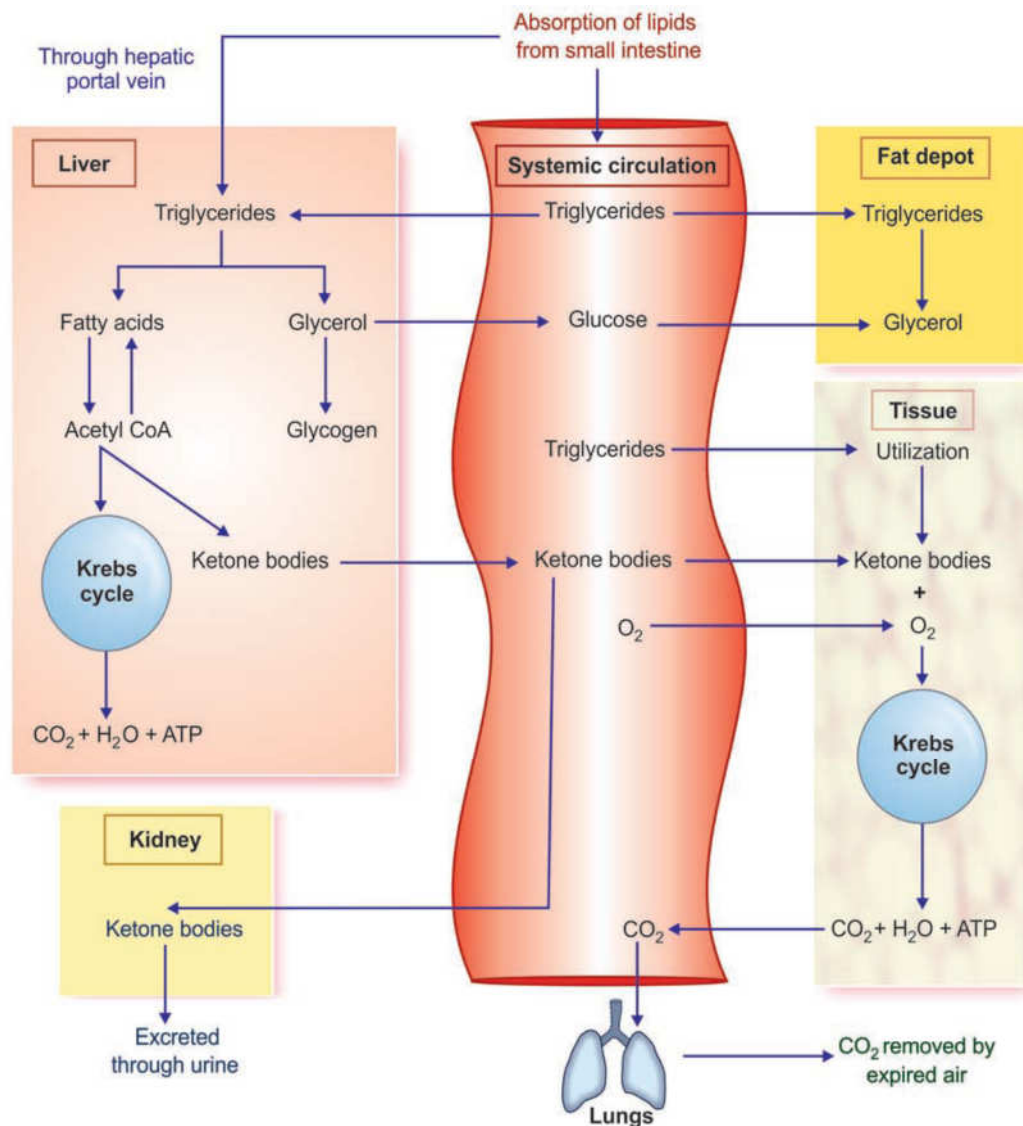 Absorption of lipids
from small intestine
Through hepatic
portal vein
Liver
Triglycerides
Fatty acids
Glycerol
Acetyl CoA
Glycogen
Krebs
cycle
Ketone bodies
CO₂ + H₂O + ATP
Systemic circulation
Triglycerides
Glucose
Triglycerides
Ketone bodies
O₂
CO₂
Fat depot
Triglycerides
Glycerol
Tissue
Utilization
Ketone bodies
+
O₂
Krebs
cycle
CO₂ + H₂O + ATP
Kidney
Ketone bodies
Excreted
through urine
Lungs
CO₂ removed by
expired air